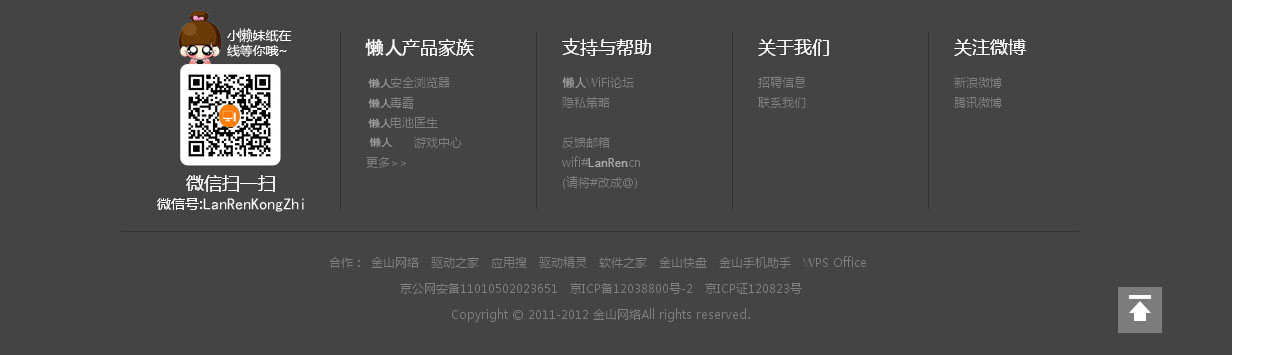 小懒妹纸在
线等你哦~
微信扫一扫
微信号:LanRenKongZhi
懒人产品家族
懒人安全浏览器
懒人毒霸
懒人电池医生
懒人 游戏中心
更多>>
支持与帮助
懒人WiFi论坛
隐私策略
反馈邮箱
wifi#LanRencn
(请将#改成@)
关于我们
招聘信息
联系我们
关注微博
新浪微博
腾讯微博
合作： 金山网络 驱动之家 应用搜 驱动精灵 软件之家 金山快盘 金山手机助手 WPS Office
京公网安备11010502023651 京ICP备12038800号-2 京ICP证120823号
Copyright © 2011-2012 金山网络All rights reserved.